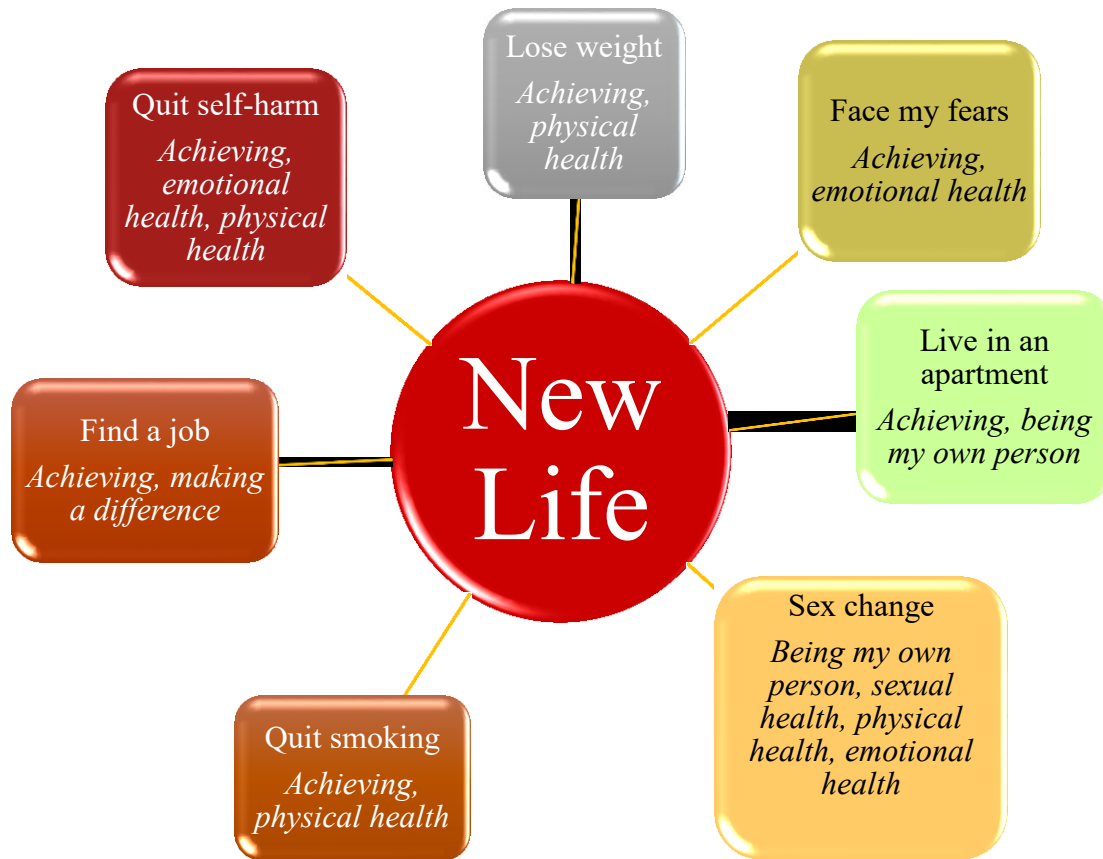 New
Life
Lose weight
Achieving,
physical
health
Face my fears
Achieving,
emotional health
Live in an
apartment
Achieving, being
my own person
Sex change
Being my own
person, sexual
health, physical
health, emotional
health
Quit smoking
Achieving,
physical health
Find a job
Achieving, making
a difference
Quit self-harm
Achieving,
emotional
health, physical
health